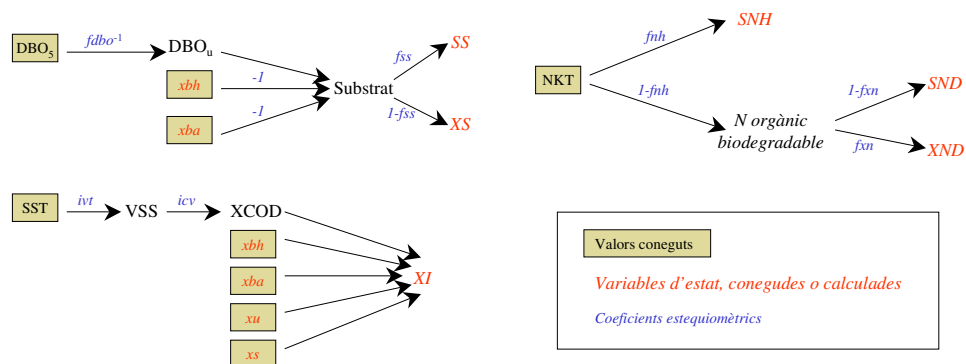 DBO5
fdbo-1
DBOu
xbh
-1
xba
-1
Substrat
fss
SS
1-fss
XS
NKT
fnh
SNH
1-fnh
N orgànic
biodegradable
1-fxn
SND
fxn
XND
SST
ivt
VSS
icv
XCOD
xbh
xba
xu
xs
XI
Valors coneguts
Variables d'estat, conegudes o calculades
Coeficients estequiomètrics